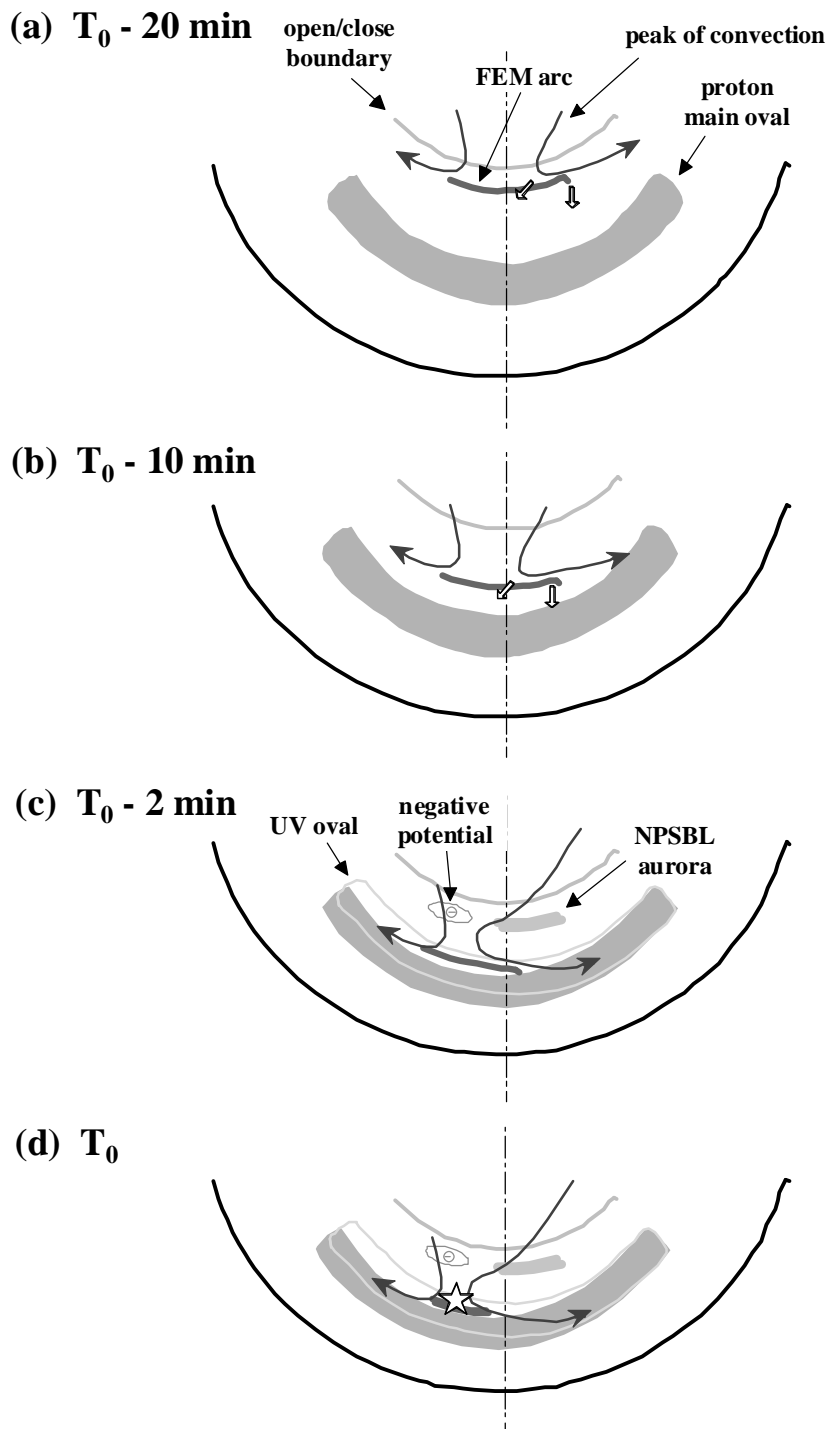 (a) T₀ - 20 min
open/close
boundary
FEM arc
peak of convection
proton
main oval
(b) T₀ - 10 min
(c) T₀ - 2 min
UV oval
negative
potential
NPSBL
aurora
(d) T₀